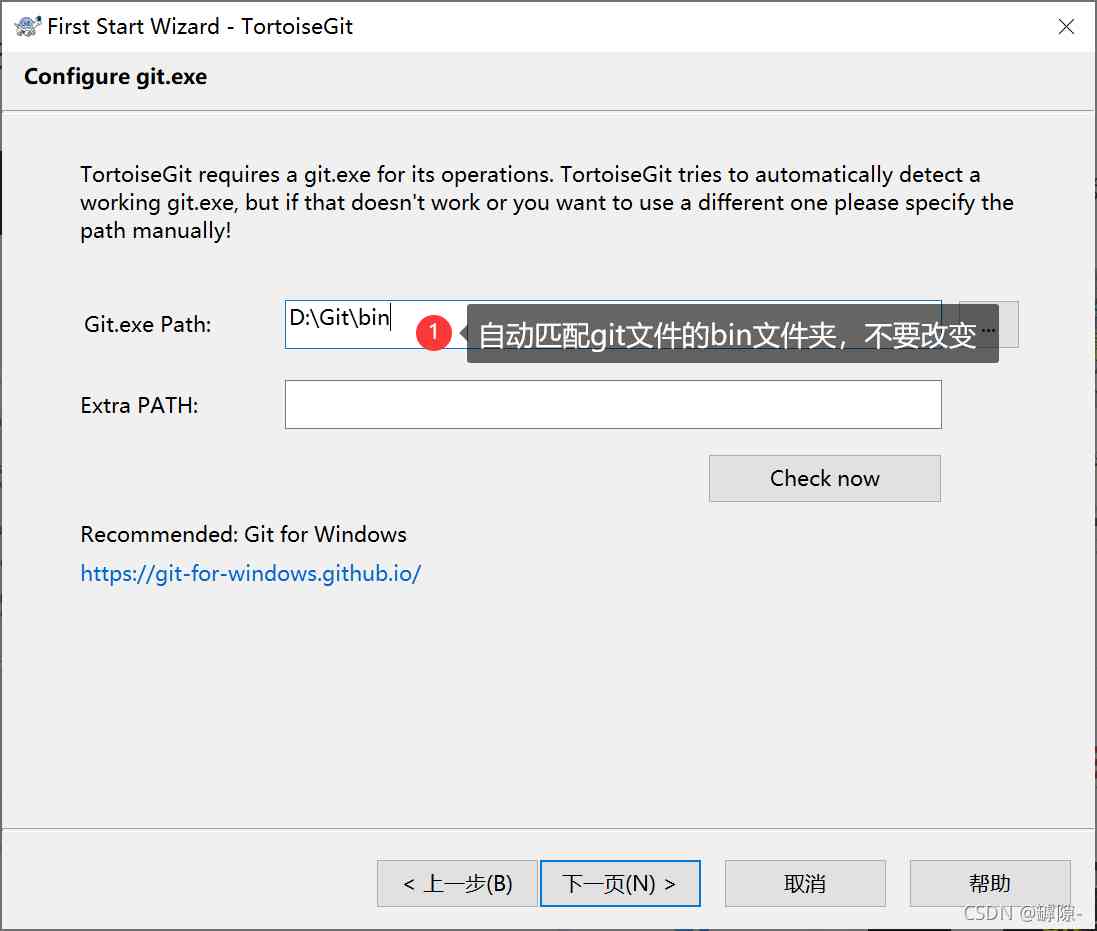 First Start Wizard - TortoiseGit
Configure git.exe
TortoiseGit requires a git.exe for its operations. TortoiseGit tries to automatically detect a
working git.exe, but if that doesn't work or you want to use a different one please specify the
path manually!
Git.exe Path:
D:\Git\bin
1
自动匹配git文件的bin文件夹，不要改变
...
Extra PATH:
Check now
Recommended: Git for Windows
https://git-for-windows.github.io/
< 上一步(B)
下一页(N) >
取消
帮助
CSDN @罅隙-